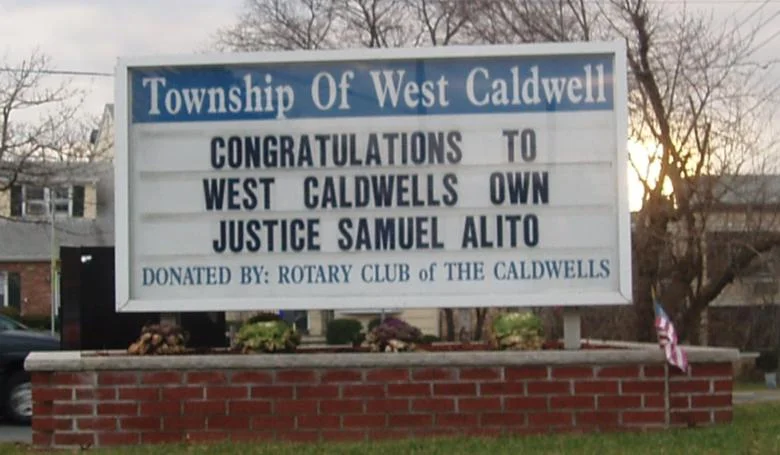 Township Of West Caldwell
CONGRATULATIONS TO
WEST CALDWELLS OWN
JUSTICE SAMUEL ALITO
DONATED BY: ROTARY CLUB of THE CALDWELLS